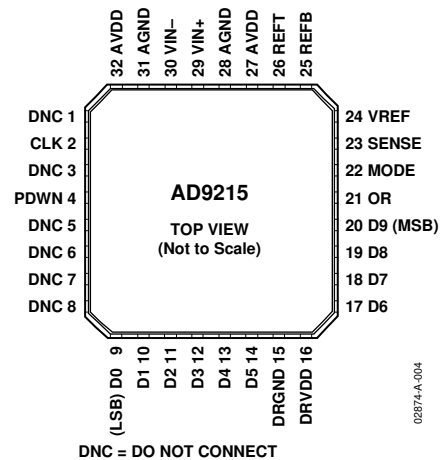 32 AVDD
31 AGND
30 VIN–
29 VIN+
28 AGND
27 AVDD
26 REFT
25 REFB
DNC 1
CLK 2
DNC 3
PDWN 4
DNC 5
DNC 6
DNC 7
DNC 8
AD9215
TOP VIEW
(Not to Scale)
24 VREF
23 SENSE
22 MODE
21 OR
20 D9 (MSB)
19 D8
18 D7
17 D6
(LSB) D0 9
D1 10
D2 11
D3 12
D4 13
D5 14
DRGND 15
DRVDD 16
02874-A-004
DNC = DO NOT CONNECT